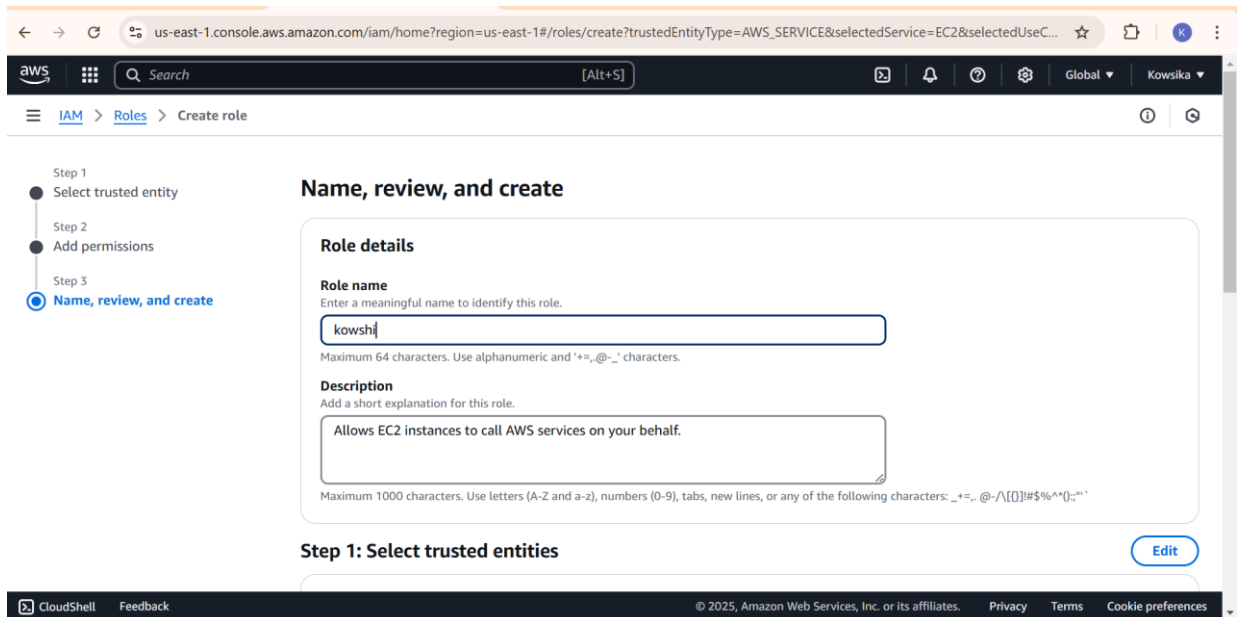 us-east-1.console.aws.amazon.com/iam/home?region=us-east-1#/roles/create?trustedEntityType=AWS_SERVICE&selectedService=EC2&selectedUseC...
K
aws
Search
[Alt+S]
Global
Kowsika
IAM > Roles > Create role
Step 1
Select trusted entity
Step 2
Add permissions
Step 3
Name, review, and create
Name, review, and create
Role details
Role name
Enter a meaningful name to identify this role.
kowshi
Maximum 64 characters. Use alphanumeric and '+=,.@-_' characters.
Description
Add a short explanation for this role.
Allows EC2 instances to call AWS services on your behalf.
Maximum 1000 characters. Use letters (A-Z and a-z), numbers (0-9), tabs, new lines, or any of the following characters: _+=,. @-/\[{}]!#$%^*();:"'`
Step 1: Select trusted entities
Edit
CloudShell Feedback
© 2025, Amazon Web Services, Inc. or its affiliates. Privacy Terms Cookie preferences